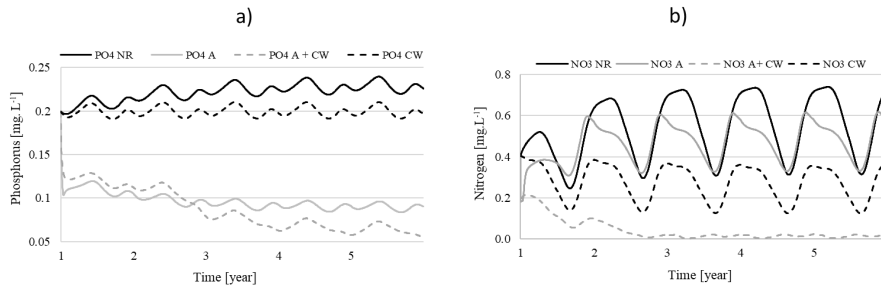 a)
PO4 NR PO4 A PO4 A + CW PO4 CW
0.25
0.2
0.15
0.1
0.05
Phosphorus [mg.L-1]
1 2 3 4 5
Time [year]
b)
NO3 NR NO3 A NO3 A+ CW NO3 CW
0.8
0.6
0.4
0.2
0.0
Nitrogen [mg.L-1]
1 2 3 4 5
Time [year]